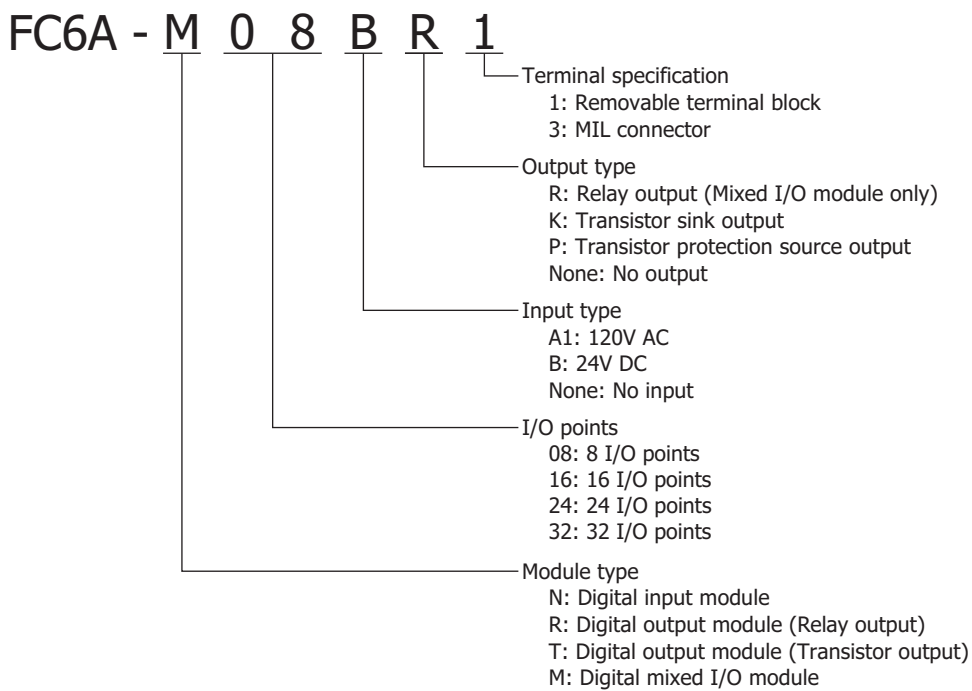 FC6A - M 0 8 B R 1
Terminal specification
1: Removable terminal block
3: MIL connector
Output type
R: Relay output (Mixed I/O module only)
K: Transistor sink output
P: Transistor protection source output
None: No output
Input type
A1: 120V AC
B: 24V DC
None: No input
I/O points
08: 8 I/O points
16: 16 I/O points
24: 24 I/O points
32: 32 I/O points
Module type
N: Digital input module
R: Digital output module (Relay output)
T: Digital output module (Transistor output)
M: Digital mixed I/O module